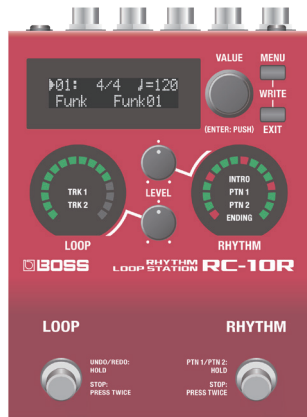 VALUE
MENU
▶01: 4/4 ♩=120
Funk Funk01
WRITE
(ENTER: PUSH)
EXIT
TRK 1
TRK 2
LEVEL
INTRO
PTN 1
PTN 2
ENDING
LOOP
RHYTHM
BOSS
RHYTHM
LOOP STATION RC-10R
LOOP
RHYTHM
UNDO/REDO:
HOLD
STOP:
PRESS TWICE
PTN 1/PTN 2:
HOLD
STOP:
PRESS TWICE